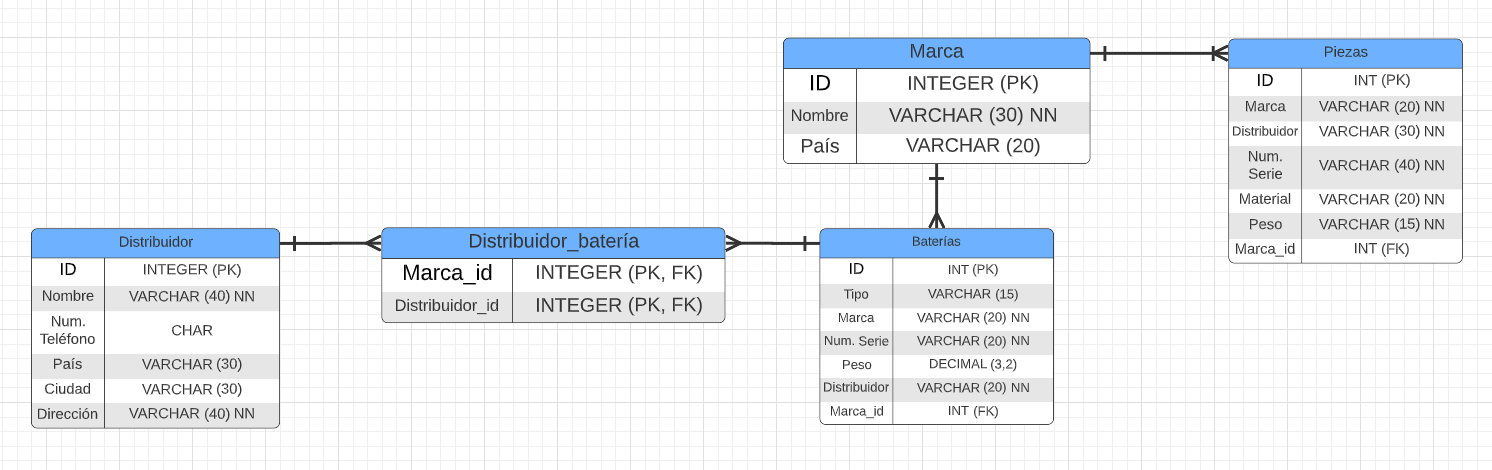 Marca
ID INTEGER (PK)
Nombre VARCHAR (30) NN
País VARCHAR (20)
Piezas
ID INT (PK)
Marca VARCHAR (20) NN
Distribuidor VARCHAR (30) NN
Num.
Serie VARCHAR (40) NN
Material VARCHAR (20) NN
Peso VARCHAR (15) NN
Marca_id INT (FK)
Distribuidor
ID INTEGER (PK)
Nombre VARCHAR (40) NN
Num.
Teléfono CHAR
País VARCHAR (30)
Ciudad VARCHAR (30)
Dirección VARCHAR (40) NN
Distribuidor_batería
Marca_id INTEGER (PK, FK)
Distribuidor_id INTEGER (PK, FK)
Baterías
ID INT (PK)
Tipo VARCHAR (15)
Marca VARCHAR (20) NN
Num. Serie VARCHAR (20) NN
Peso DECIMAL (3,2)
Distribuidor VARCHAR (20) NN
Marca_id INT (FK)